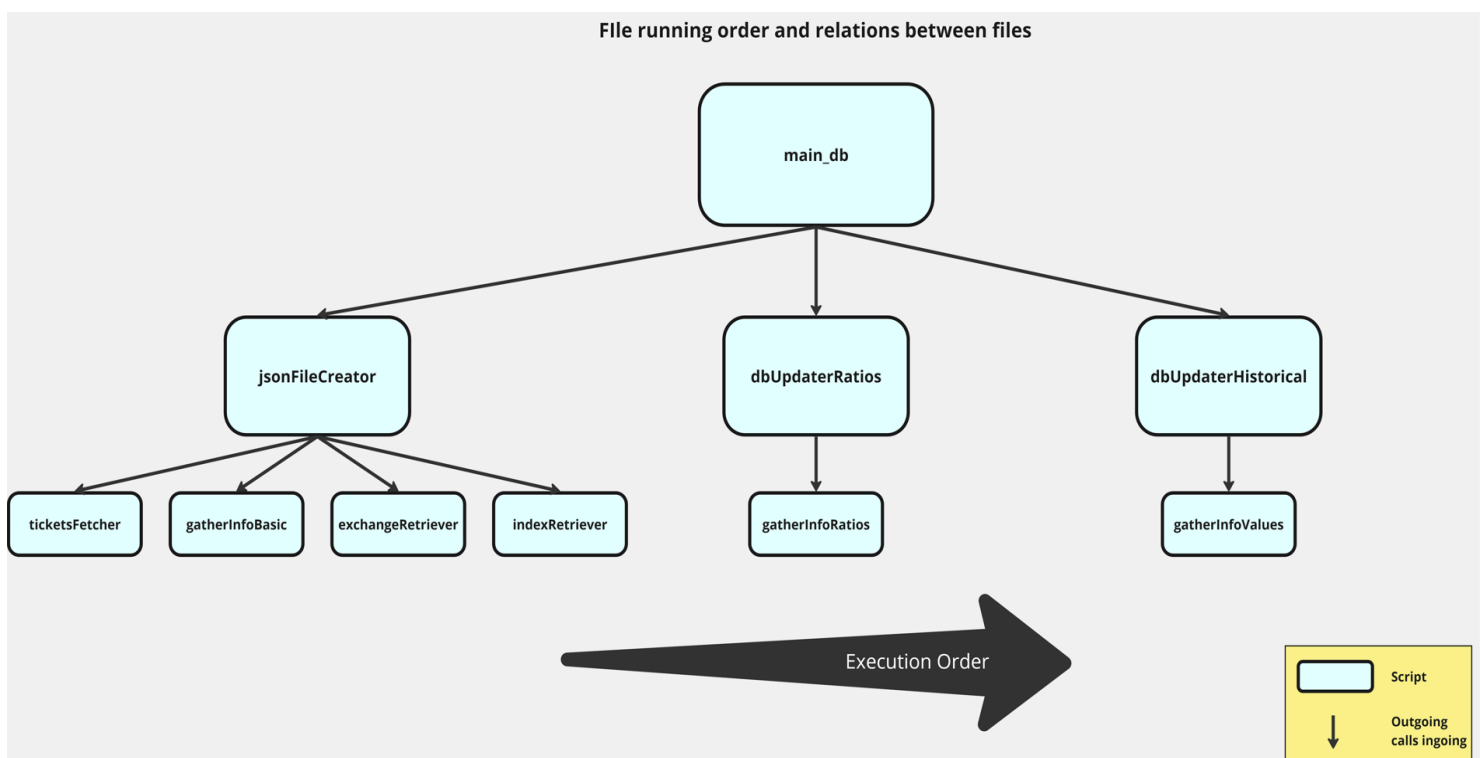 FIle running order and relations between files
main_db
jsonFileCreator
dbUpdaterRatios
dbUpdaterHistorical
ticketsFetcher
gatherInfoBasic
exchangeRetriever
indexRetriever
gatherInfoRatios
gatherInfoValues
Execution Order
Script
Outgoing
calls ingoing